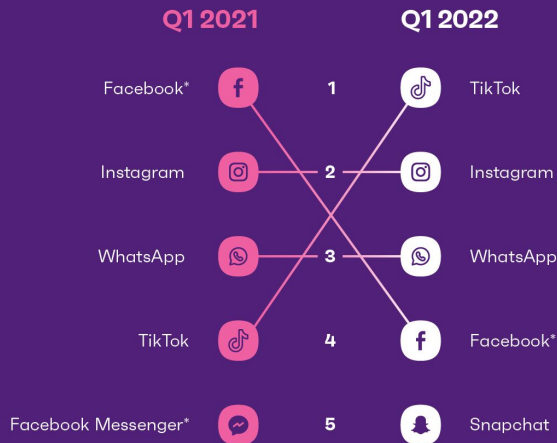 Q1 2021 Q1 2022
Facebook* 1 TikTok
Instagram 2 Instagram
WhatsApp 3 WhatsApp
TikTok 4 Facebook*
Facebook Messenger* 5 Snapchat